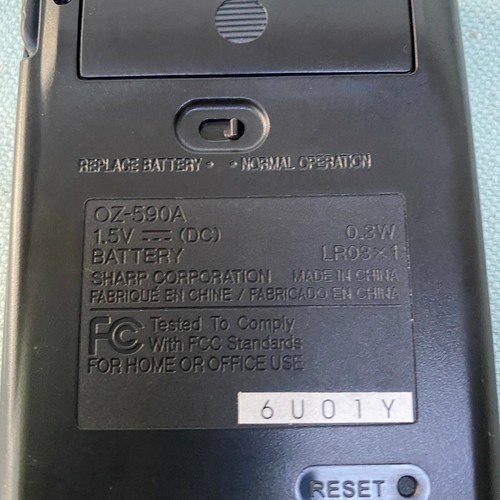 REPLACE BATTERY • • NORMAL OPERATION
OZ-590A
1.5V ⎓ (DC) 0.3W
BATTERY LR03×1
SHARP CORPORATION MADE IN CHINA
FABRIQUÉ EN CHINE / FABRICADO EN CHINA
FC Tested To Comply
With FCC Standards
FOR HOME OR OFFICE USE
6U01Y
RESET